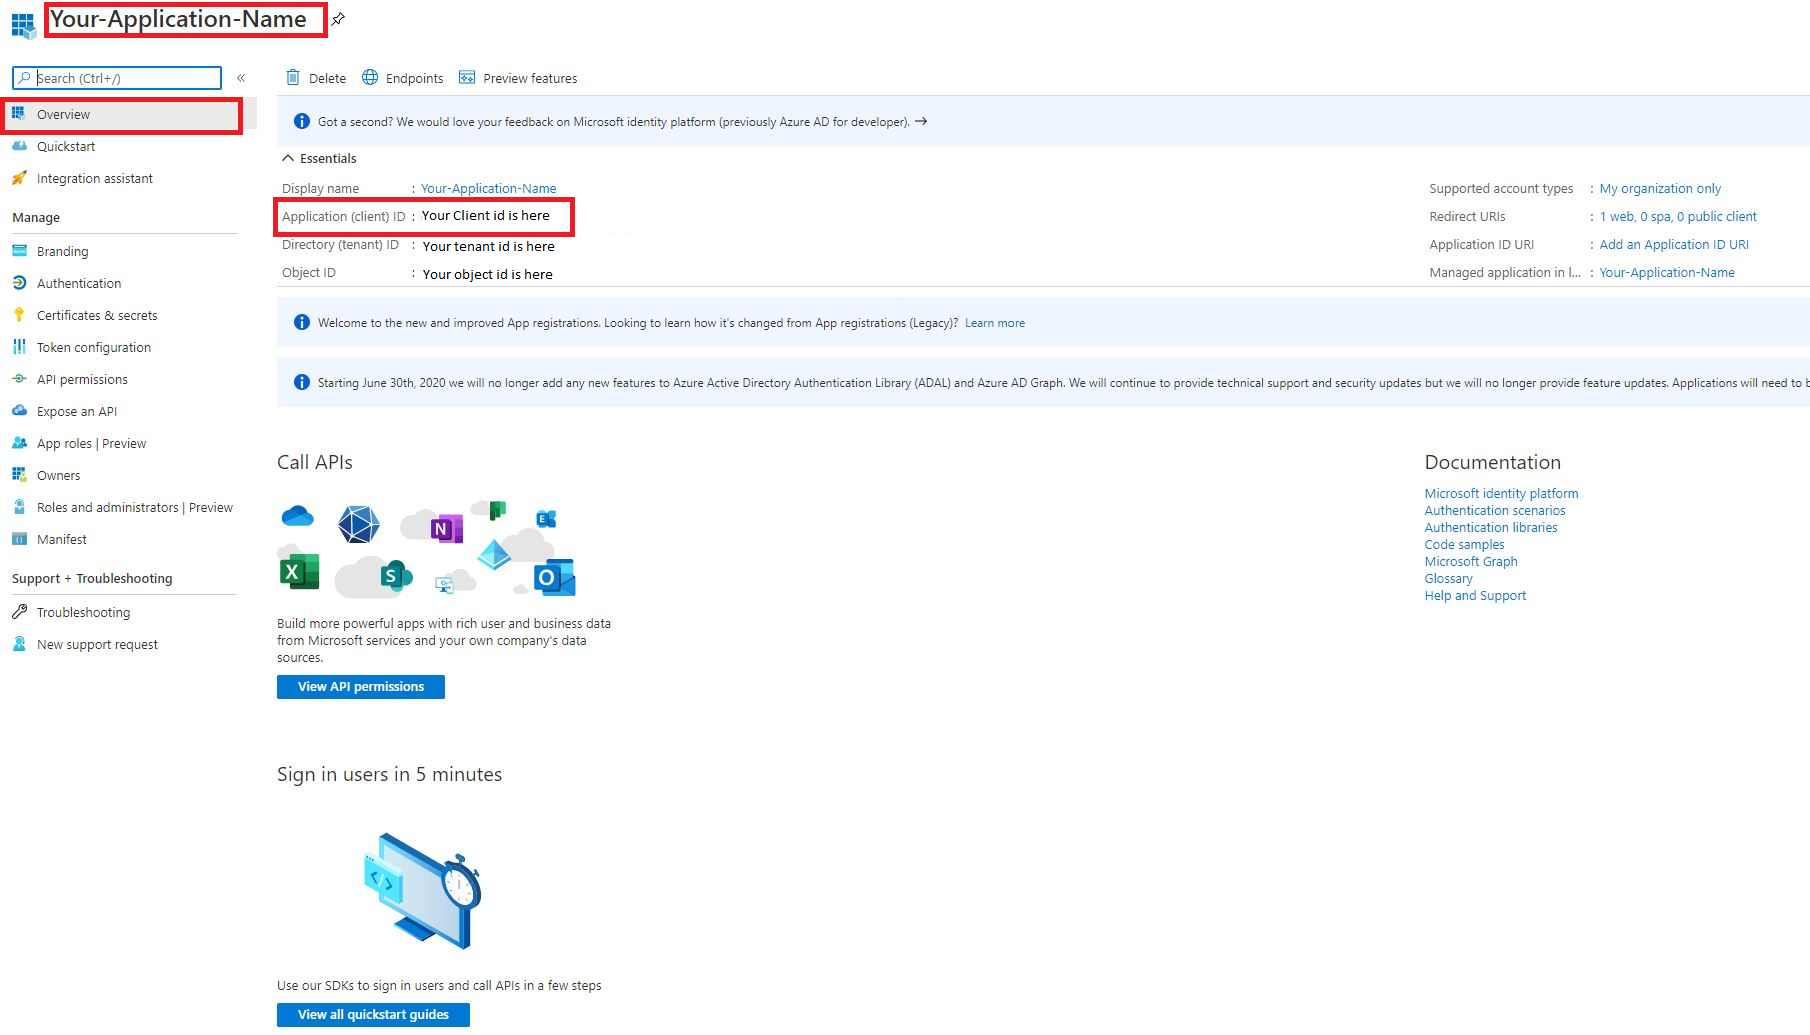 Your-Application-Name
Search (Ctrl+/)
«
Overview
Quickstart
Integration assistant
Manage
Branding
Authentication
Certificates & secrets
Token configuration
API permissions
Expose an API
App roles | Preview
Owners
Roles and administrators | Preview
Manifest
Support + Troubleshooting
Troubleshooting
New support request
Delete Endpoints Preview features
Got a second? We would love your feedback on Microsoft identity platform (previously Azure AD for developer). →
Essentials
Display name : Your-Application-Name
Application (client) ID : Your Client id is here
Directory (tenant) ID : Your tenant id is here
Object ID : Your object id is here
Supported account types : My organization only
Redirect URIs : 1 web, 0 spa, 0 public client
Application ID URI : Add an Application ID URI
Managed application in l... : Your-Application-Name
Welcome to the new and improved App registrations. Looking to learn how it's changed from App registrations (Legacy)? Learn more
Starting June 30th, 2020 we will no longer add any new features to Azure Active Directory Authentication Library (ADAL) and Azure AD Graph. We will continue to provide technical support and security updates but we will no longer provide feature updates. Applications will need to b
Call APIs
N
E
X
S
O
Build more powerful apps with rich user and business data
from Microsoft services and your own company's data
sources.
View API permissions
Documentation
Microsoft identity platform
Authentication scenarios
Authentication libraries
Code samples
Microsoft Graph
Glossary
Help and Support
Sign in users in 5 minutes
</>
Use our SDKs to sign in users and call APIs in a few steps
View all quickstart guides